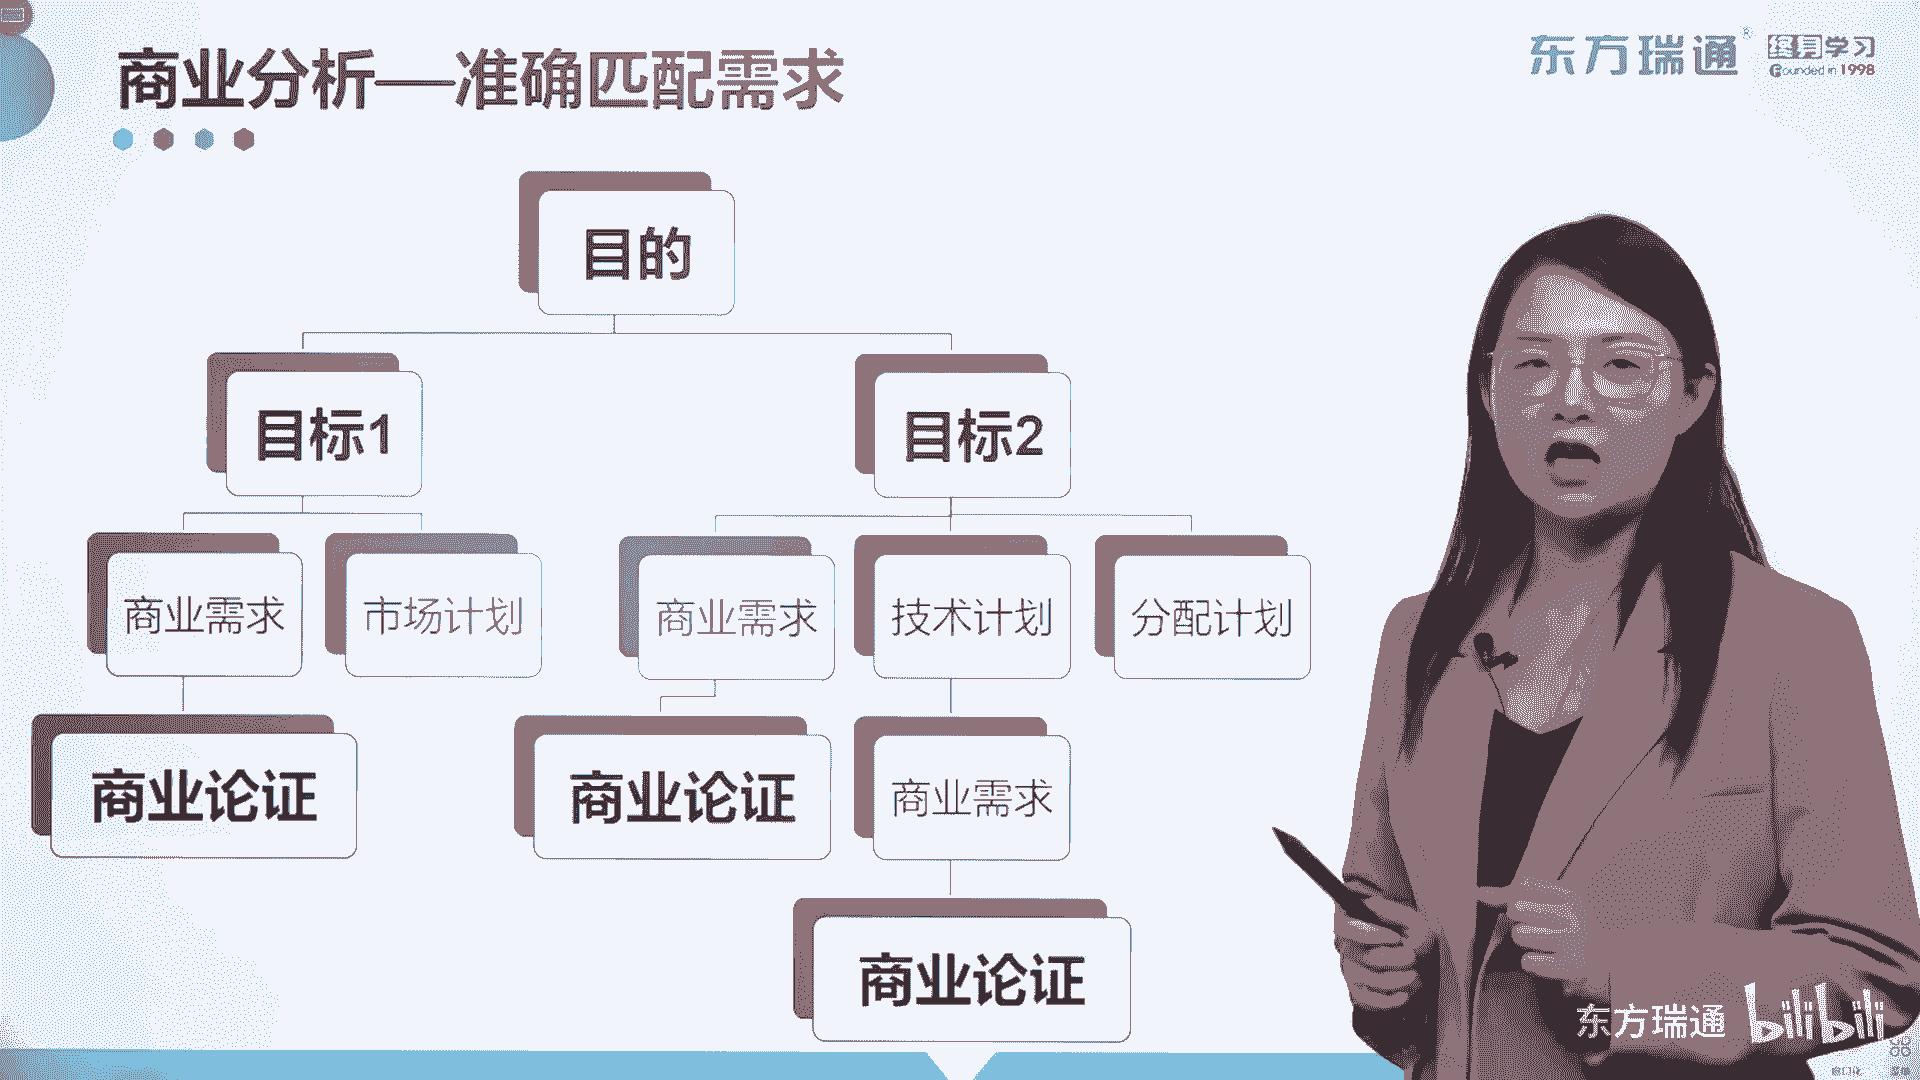 商业分析—准确匹配需求
东方瑞通®
终身学习
Founded in 1998
目的
目标1
目标2
商业需求
市场计划
商业需求
技术计划
分配计划
商业论证
商业论证
商业需求
商业论证
东方瑞通
bilibili